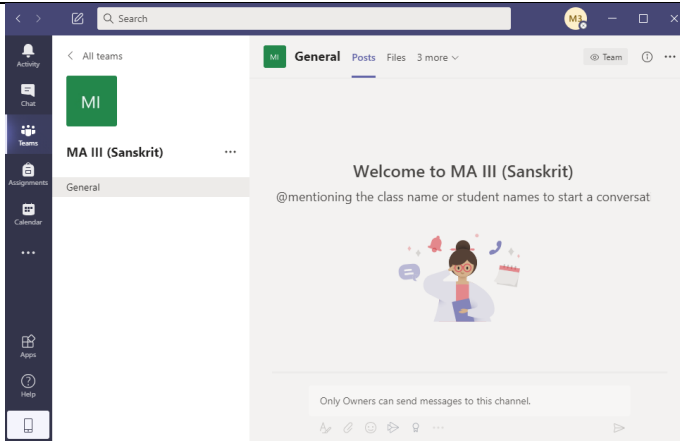 Search
M3
Activity
Chat
Teams
Assignments
Calendar
Apps
Help
All teams
MI
MA III (Sanskrit)
General
MI General Posts Files 3 more
Team
Welcome to MA III (Sanskrit)
@mentioning the class name or student names to start a conversat
Only Owners can send messages to this channel.